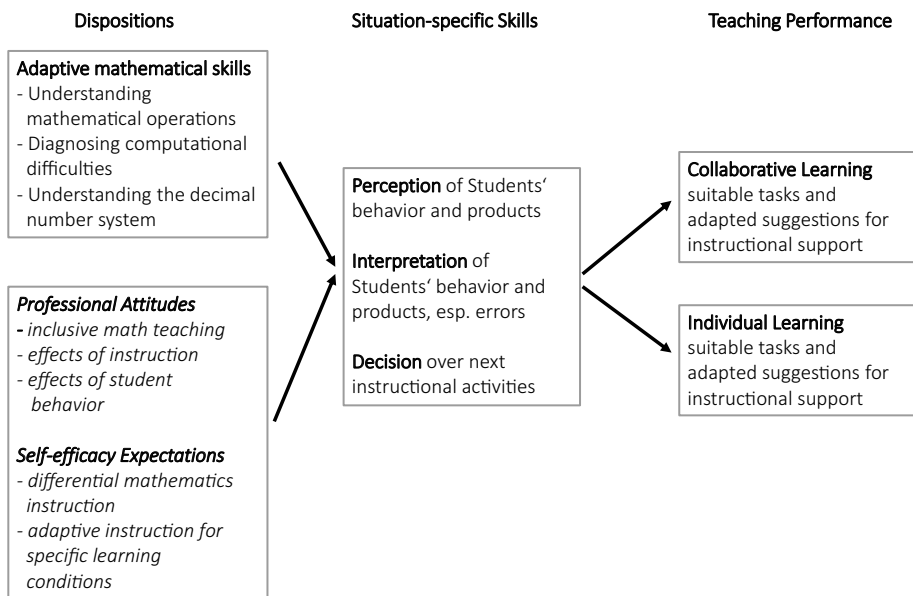 Dispositions
Situation-specific Skills
Teaching Performance
Adaptive mathematical skills
- Understanding
mathematical operations
- Diagnosing computational
difficulties
- Understanding the decimal
number system
Professional Attitudes
- inclusive math teaching
- effects of instruction
- effects of student
behavior
Self-efficacy Expectations
- differential mathematics
instruction
- adaptive instruction for
specific learning
conditions
Perception of Students‘
behavior and products
Interpretation of
Students‘ behavior and
products, esp. errors
Decision over next
instructional activities
Collaborative Learning
suitable tasks and
adapted suggestions for
instructional support
Individual Learning
suitable tasks and
adapted suggestions for
instructional support